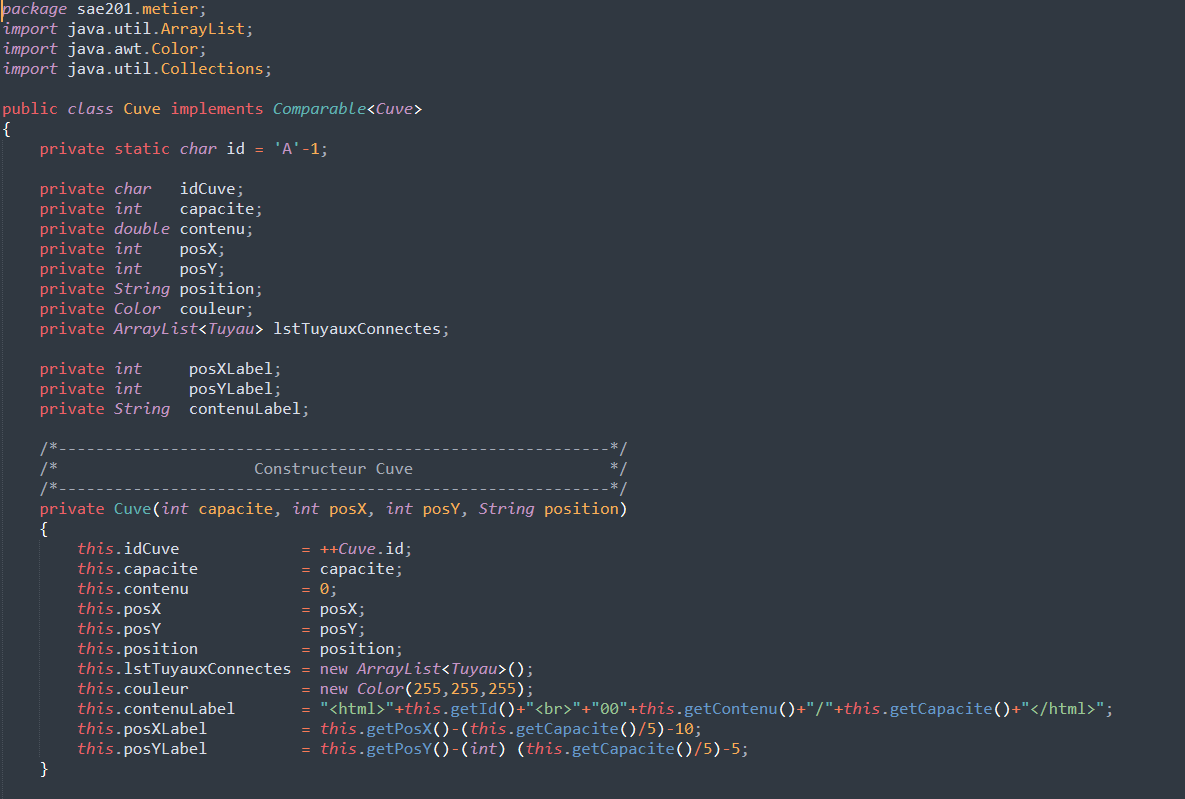 package sae201.metier;
import java.util.ArrayList;
import java.awt.Color;
import java.util.Collections;

public class Cuve implements Comparable<Cuve>
{
    private static char id = 'A'-1;

    private char   idCuve;
    private int    capacite;
    private double contenu;
    private int    posX;
    private int    posY;
    private String position;
    private Color  couleur;
    private ArrayList<Tuyau> lstTuyauxConnectes;

    private int     posXLabel;
    private int     posYLabel;
    private String  contenuLabel;

    /*-----------------------------------------------------------*/
    /*                     Constructeur Cuve                     */
    /*-----------------------------------------------------------*/
    private Cuve(int capacite, int posX, int posY, String position)
    {
        this.idCuve             = ++Cuve.id;
        this.capacite           = capacite;
        this.contenu            = 0;
        this.posX               = posX;
        this.posY               = posY;
        this.position           = position;
        this.lstTuyauxConnectes = new ArrayList<Tuyau>();
        this.couleur            = new Color(255,255,255);
        this.contenuLabel       = "<html>"+this.getId()+"<br>"+"00"+this.getContenu()+"/"+this.getCapacite()+"</html>";
        this.posXLabel          = this.getPosX()-(this.getCapacite()/5)-10;
        this.posYLabel          = this.getPosY()-(int) (this.getCapacite()/5)-5;
    }